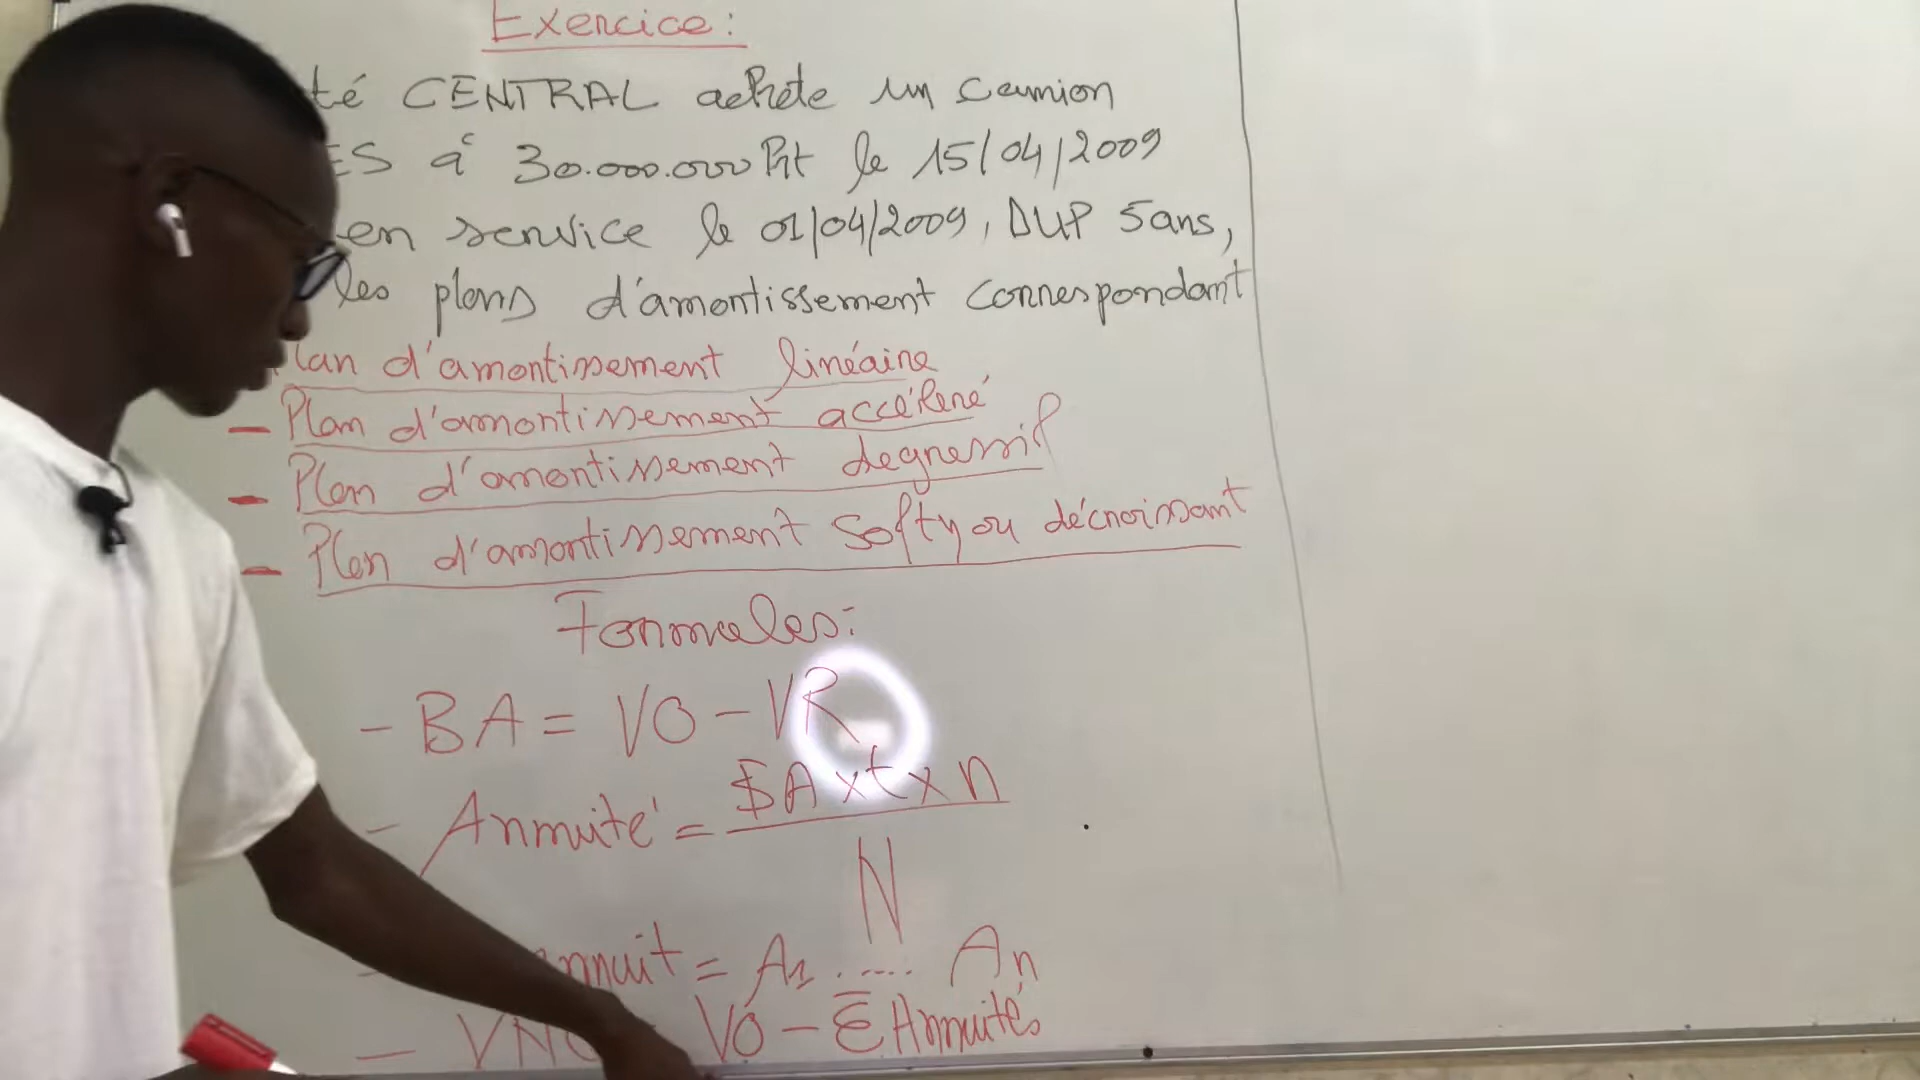 Exercice:
té CENTRAL achète un camion
ES à 30.000.000 Prt le 15/04/2009
en service le 01/04/2009, DUP 5ans,
les plans d'amortissement correspondant
lan d'amortissement linéaire
- Plan d'amortissement accéléré
- Plan d'amortissement degressif
- Plan d'amortissement softy ou décroissant
Formules:
- BA = VO - VR
- Annuité = BA x t x n
N
nnuit = A1 ..... An
- VNC = VO - Σ Annuités